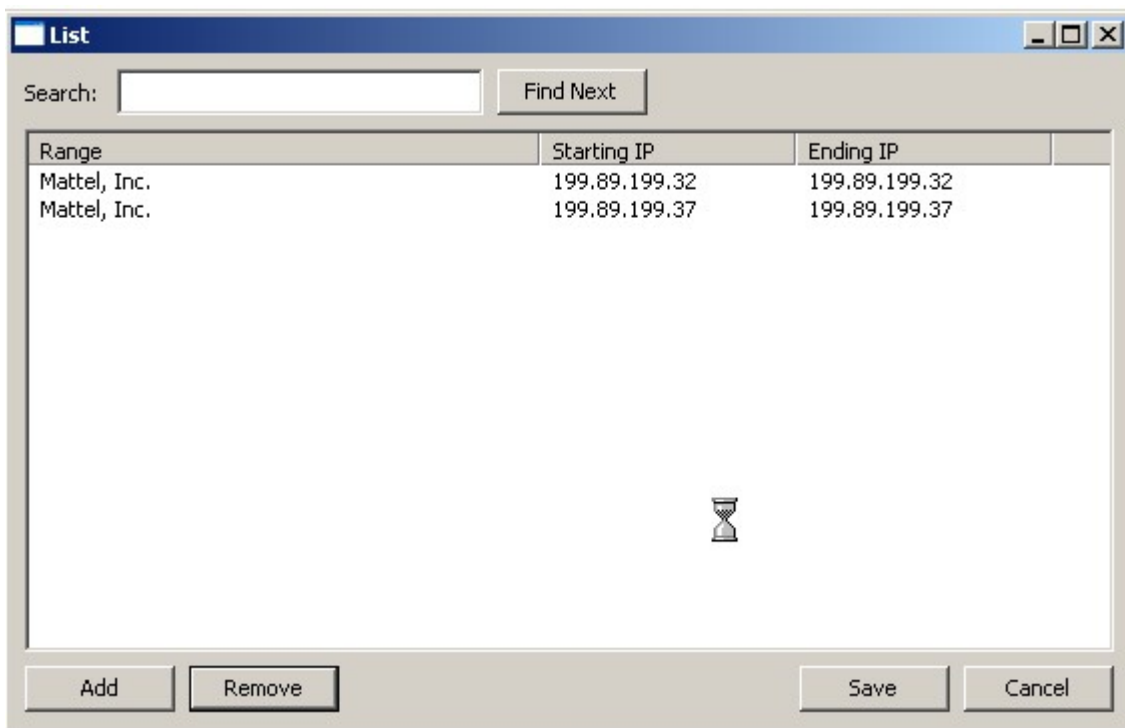 List
Search: Find Next
Range Starting IP Ending IP
Mattel, Inc. 199.89.199.32 199.89.199.32
Mattel, Inc. 199.89.199.37 199.89.199.37
Add Remove Save Cancel